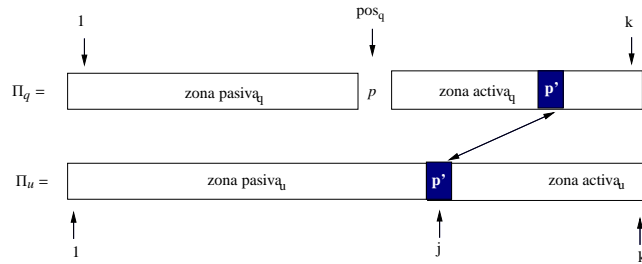 1 pos_q k
Π_q = zona pasiva_q p zona activa_q p'
Π_u = zona pasiva_u p' zona activa_u
1 j k